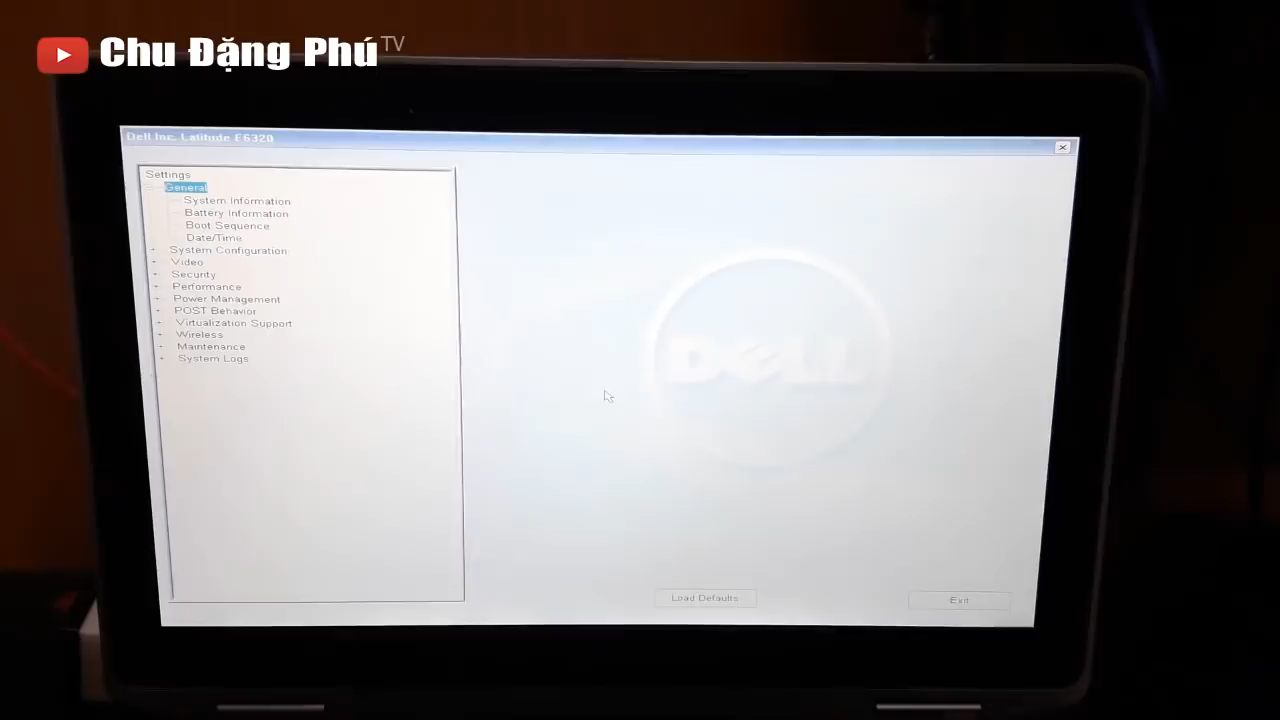 Chu Đặng Phú TV
Dell Inc. Latitude E6320
Settings
General
System Information
Battery Information
Boot Sequence
Date/Time
System Configuration
Video
Security
Performance
Power Management
POST Behavior
Virtualization Support
Wireless
Maintenance
System Logs
DELL
Load Defaults
Exit